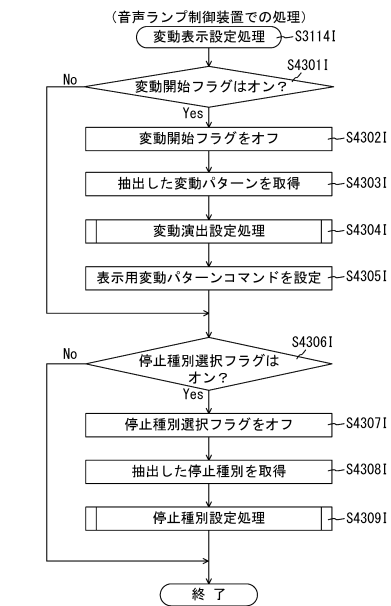 （音声ランプ制御装置での処理）
変動表示設定処理 S3114I
S4301I
No
変動開始フラグはオン？
Yes
変動開始フラグをオフ S4302I
抽出した変動パターンを取得 S4303I
変動演出設定処理 S4304I
表示用変動パターンコマンドを設定 S4305I
S4306I
No
停止種別選択フラグは
オン？
Yes
停止種別選択フラグをオフ S4307I
抽出した停止種別を取得 S4308I
停止種別設定処理 S4309I
終 了